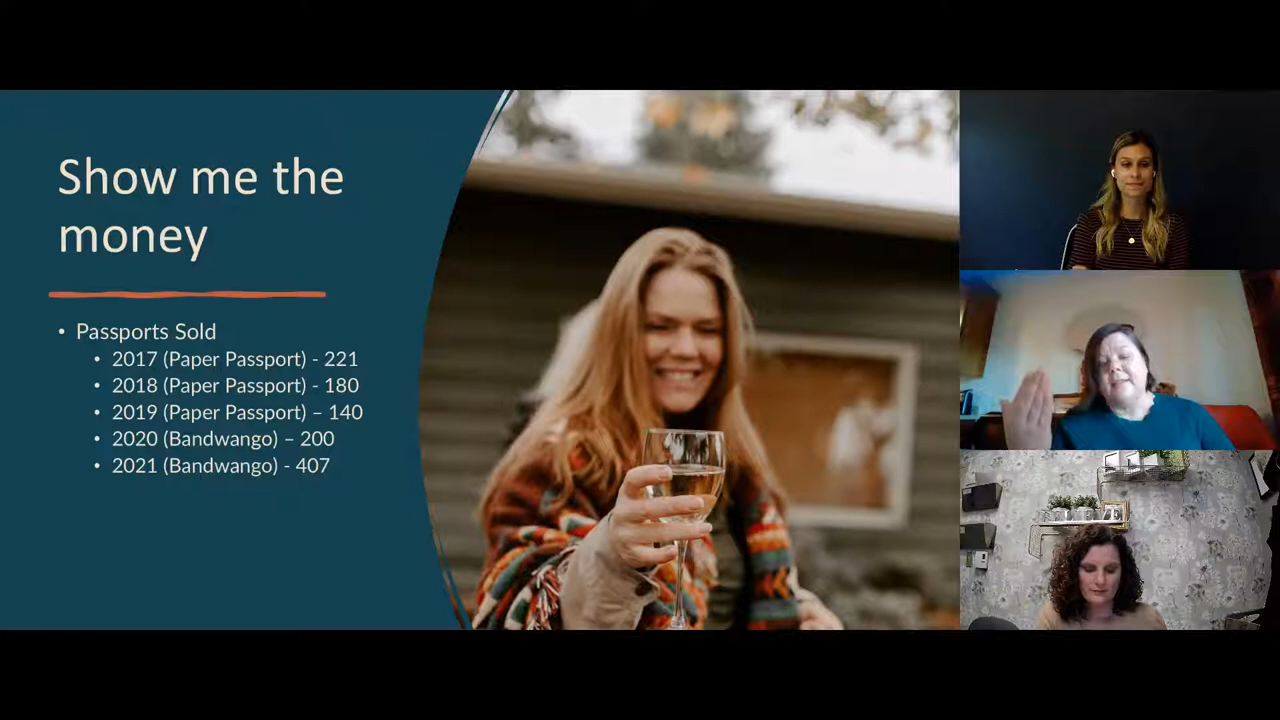 Show me the
money
• Passports Sold
• 2017 (Paper Passport) - 221
• 2018 (Paper Passport) - 180
• 2019 (Paper Passport) – 140
• 2020 (Bandwango) – 200
• 2021 (Bandwango) - 407